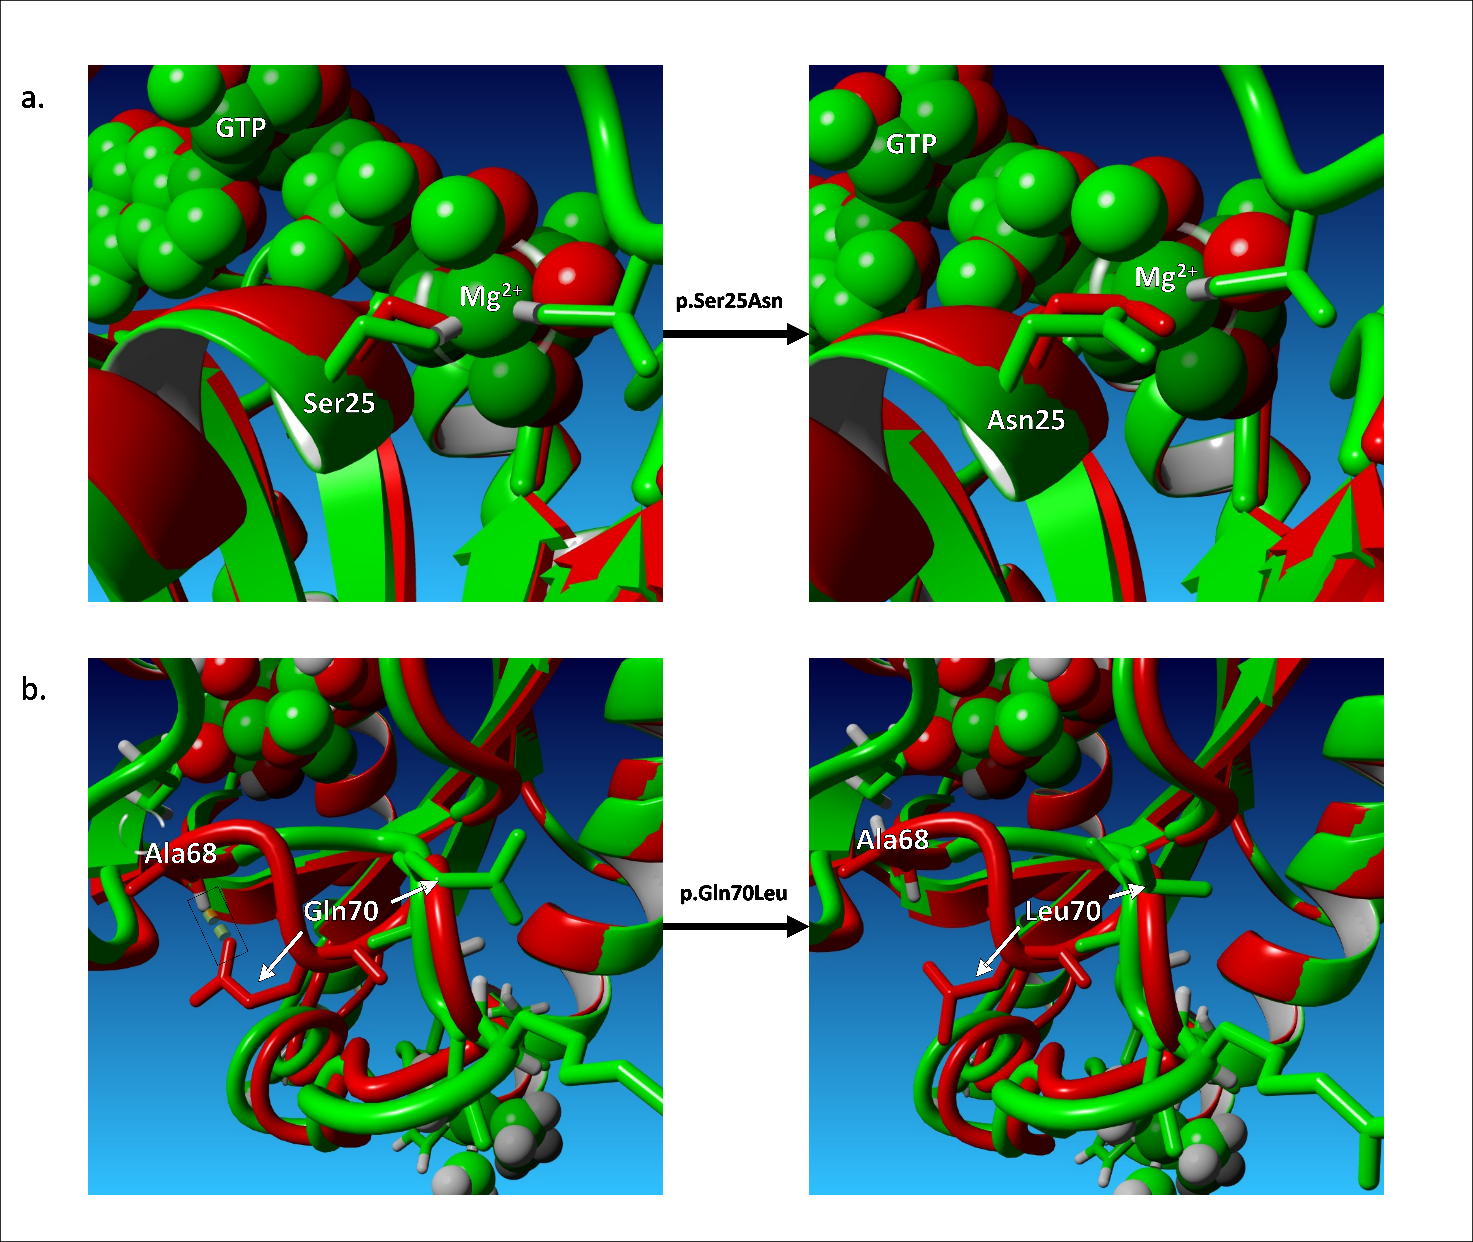 a.
GTP
Mg²⁺
Ser25
p.Ser25Asn
GTP
Mg²⁺
Asn25
b.
Ala68
Gln70
p.Gln70Leu
Ala68
Leu70